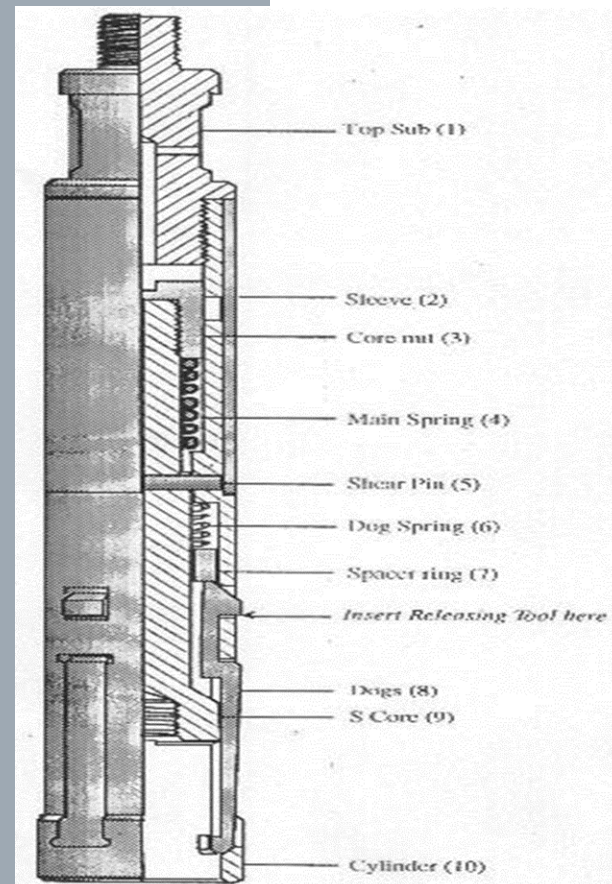 Top Sub (1)
Sleeve (2)
Core nut (3)
Main Spring (4)
Shear Pin (5)
Dog Spring (6)
Spacer ring (7)
Insert Releasing Tool here
Dogs (8)
S Core (9)
Cylinder (10)